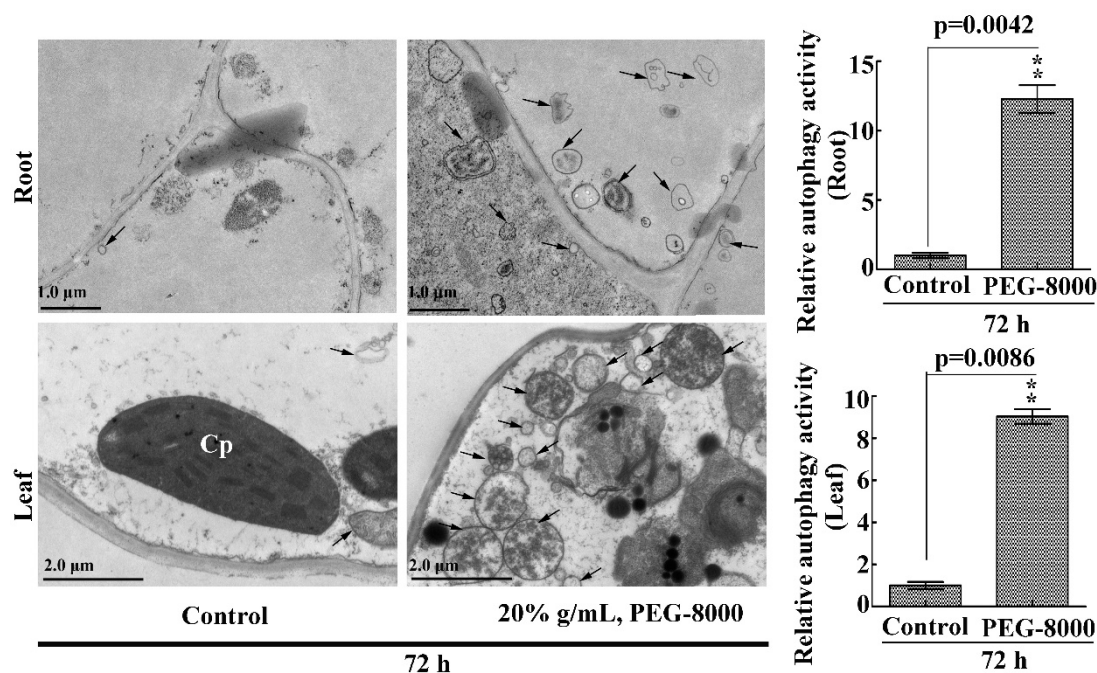 Root
1.0 μm
1.0 μm
Leaf
Cp
2.0 μm
2.0 μm
Control
20% g/mL, PEG-8000
72 h
p=0.0042
**
Relative autophagy activity
(Root)
15
10
5
0
Control
PEG-8000
72 h
p=0.0086
**
Relative autophagy activity
(Leaf)
10
8
6
4
2
0
Control
PEG-8000
72 h